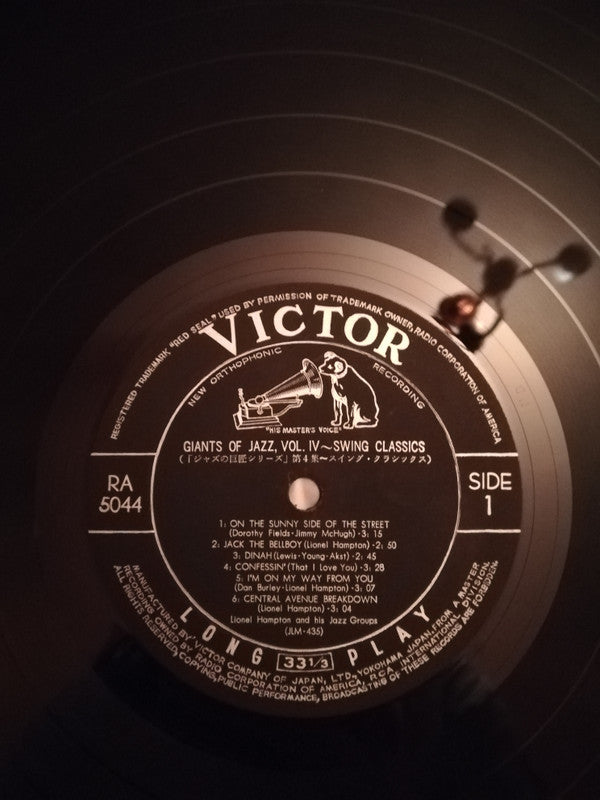 REGISTERED TRADEMARK "RED SEAL" USED BY PERMISSION OF TRADEMARK OWNER, RADIO CORPORATION OF AMERICA.
VICTOR
NEW ORTHOPHONIC RECORDING
"HIS MASTER'S VOICE"
GIANTS OF JAZZ, VOL. IV~SWING CLASSICS
(「ジャズの巨匠シリーズ」第4集~スイング・クラシックス)
RA
5044
SIDE
1
1: ON THE SUNNY SIDE OF THE STREET
(Dorothy Fields-Jimmy McHugh)-3: 15
2: JACK THE BELLBOY (Lionel Hampton)-2: 50
3: DINAH (Lewis-Young-Akst) 2: 45
4: CONFESSIN' (That I Love You)-3: 28
5: I'M ON MY WAY FROM YOU
(Dan Burley-Lionel Hampton)-3: 07
6: CENTRAL AVENUE BREAKDOWN
(Lionel Hampton)-3: 04
Lionel Hampton and his Jazz Groups
(JLM-435)
LONG 33 1/3 PLAY
MANUFACTURED BY VICTOR COMPANY OF JAPAN, LTD., YOKOHAMA, JAPAN, FROM A MASTER
RECORDING OWNED BY RADIO CORPORATION OF AMERICA, RCA INTERNATIONAL DIVISION.
ALL RIGHTS RESERVED, COPYING, PUBLIC PERFORMANCE, BROADCASTING OF THESE RECORDS ARE FORBIDDEN.